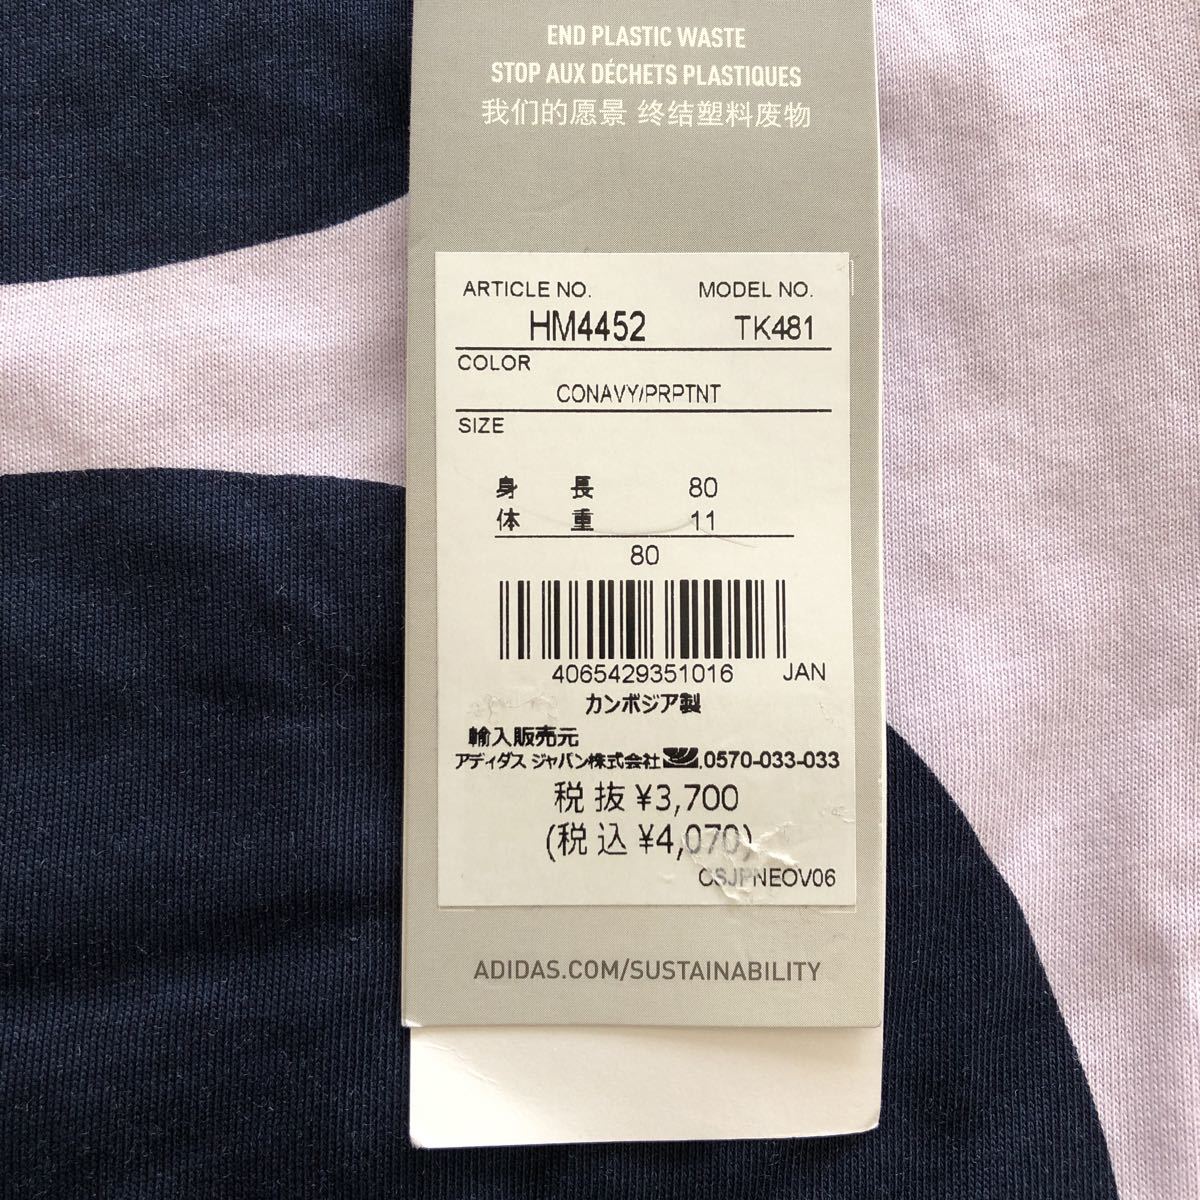 END PLASTIC WASTE
STOP AUX DÉCHETS PLASTIQUES
我们的愿景 终结塑料废物
ARTICLE NO. MODEL NO.
HM4452 TK481
COLOR
CONAVY/PRPTNT
SIZE
身 長 80
体 重 11
80
4065429351016 JAN
カンボジア製
輸入販売元
アディダス ジャパン株式会社 0570-033-033
税抜 ¥3,700
(税込 ¥4,070)
CSJPNEOV06
ADIDAS.COM/SUSTAINABILITY